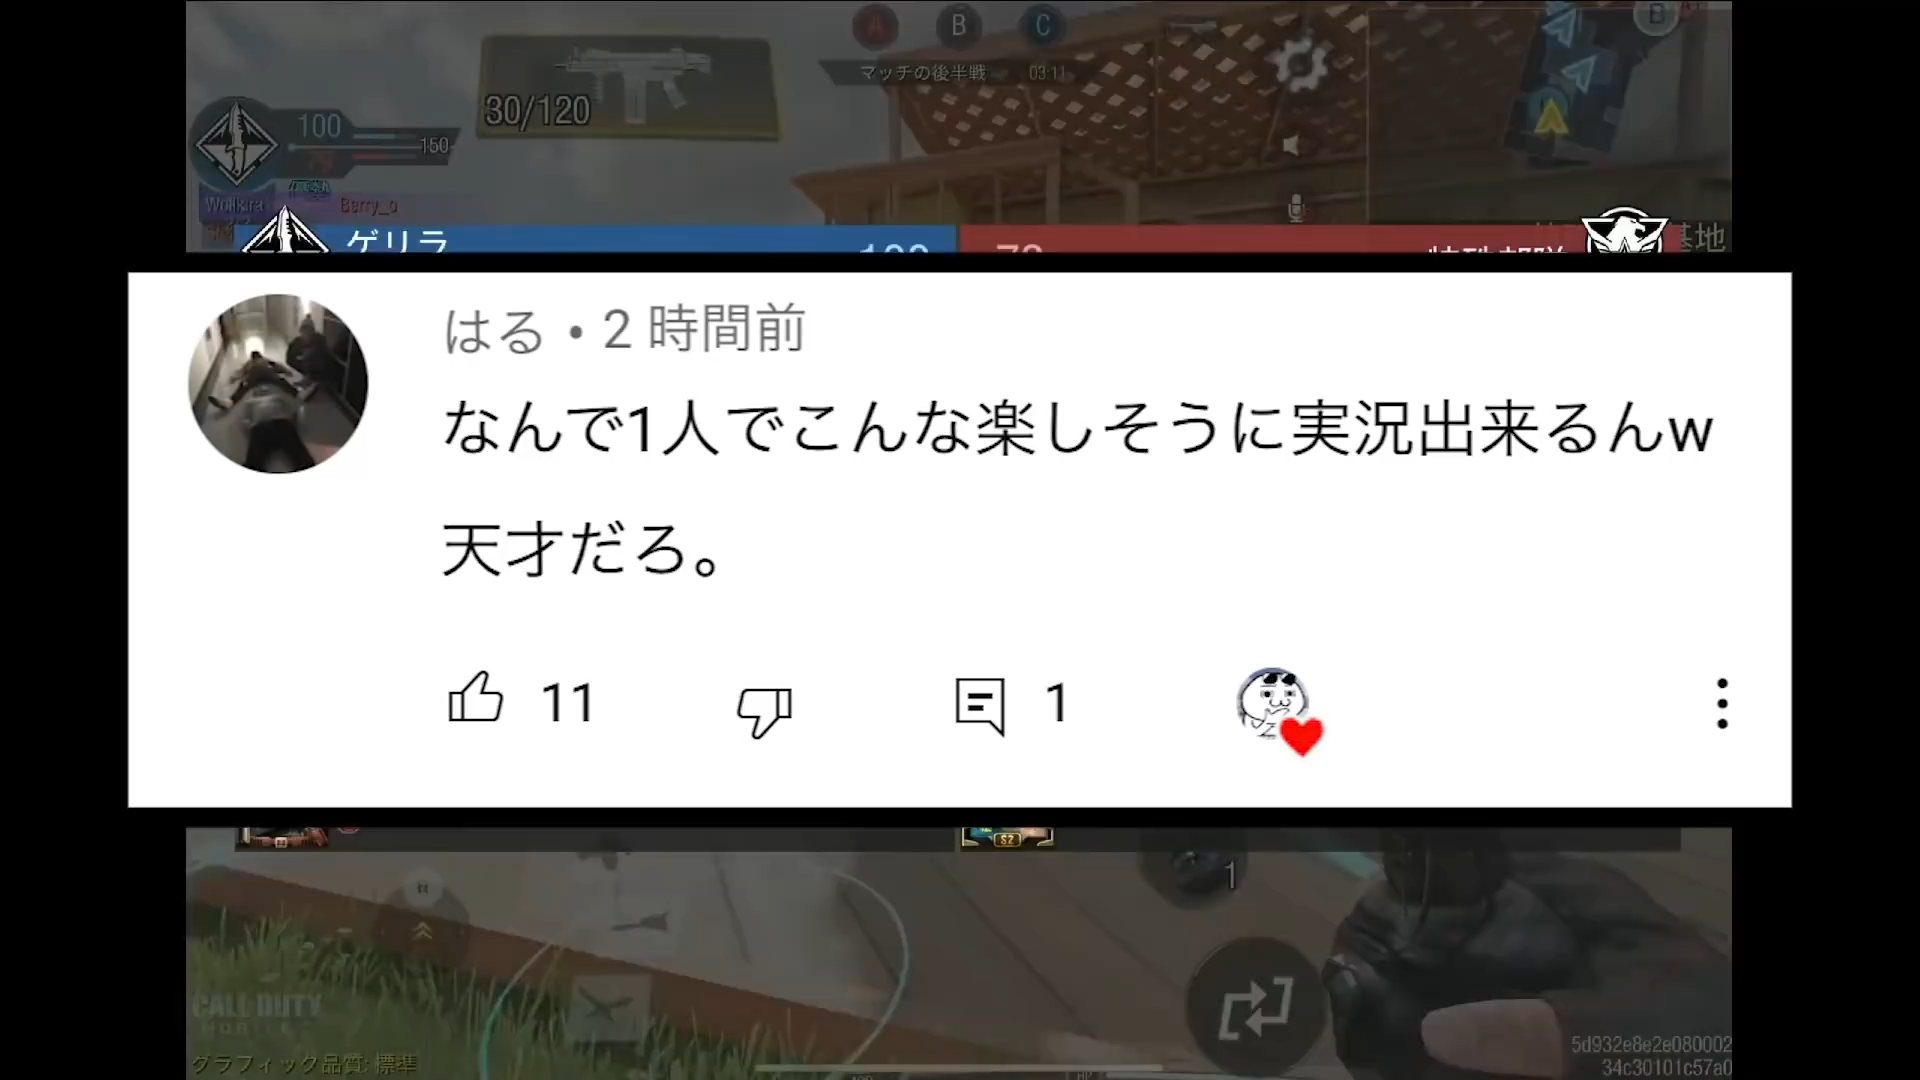 A B C
B
マッチの後半戦 03:11
30/120
100
150
Berry_o
ゲリラ
基地
はる • 2 時間前
なんで1人でこんな楽しそうに実況出来るんw
天才だろ。
11
1
S2
1
CALL DUTY
MOBILE
グラフィック品質: 標準
5d932e8e2e080002
34c30101c57a0